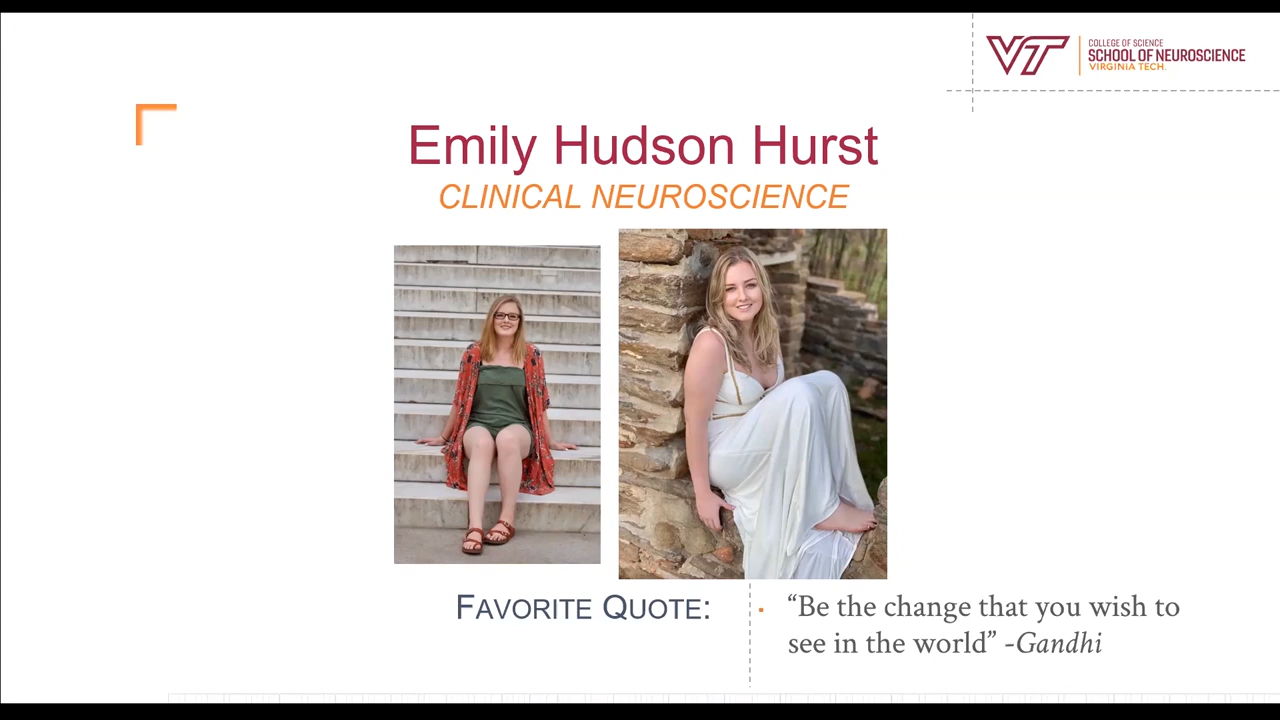 VT
COLLEGE OF SCIENCE
SCHOOL OF NEUROSCIENCE
VIRGINIA TECH.
Emily Hudson Hurst
CLINICAL NEUROSCIENCE
FAVORITE QUOTE:
▪ “Be the change that you wish to
see in the world” -Gandhi